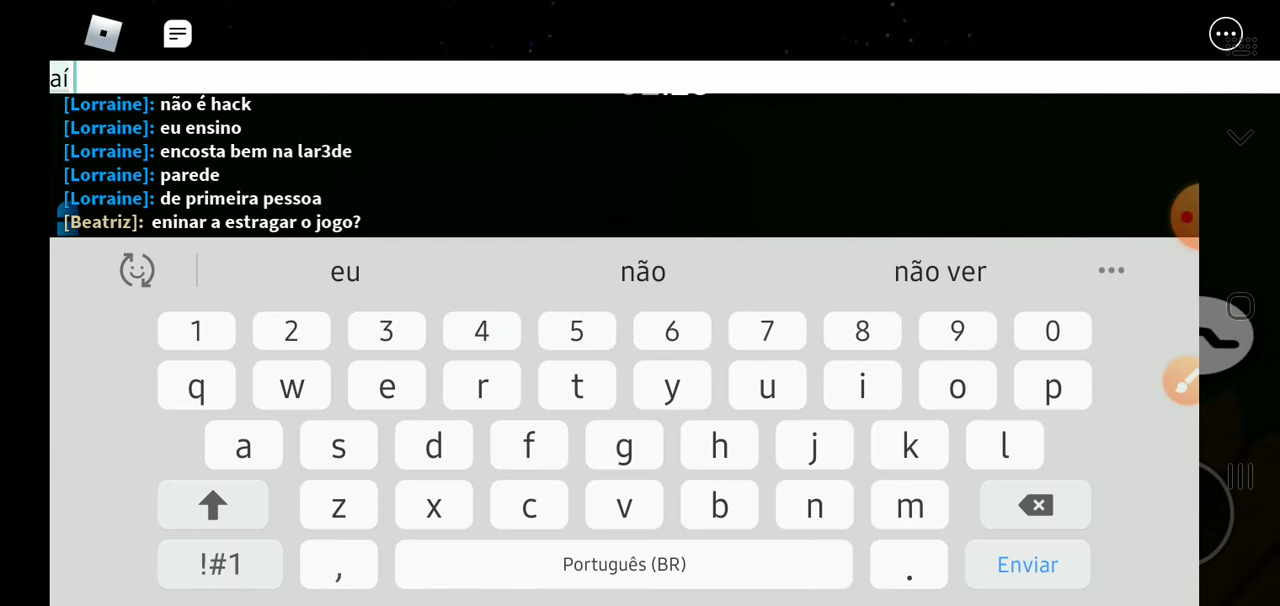 aí
[Lorraine]: não é hack
[Lorraine]: eu ensino
[Lorraine]: encosta bem na lar3de
[Lorraine]: parede
[Lorraine]: de primeira pessoa
[Beatriz]: eninar a estragar o jogo?
eu não não ver
1 2 3 4 5 6 7 8 9 0
q w e r t y u i o p
a s d f g h j k l
z x c v b n m
!#1 , Português (BR) . Enviar